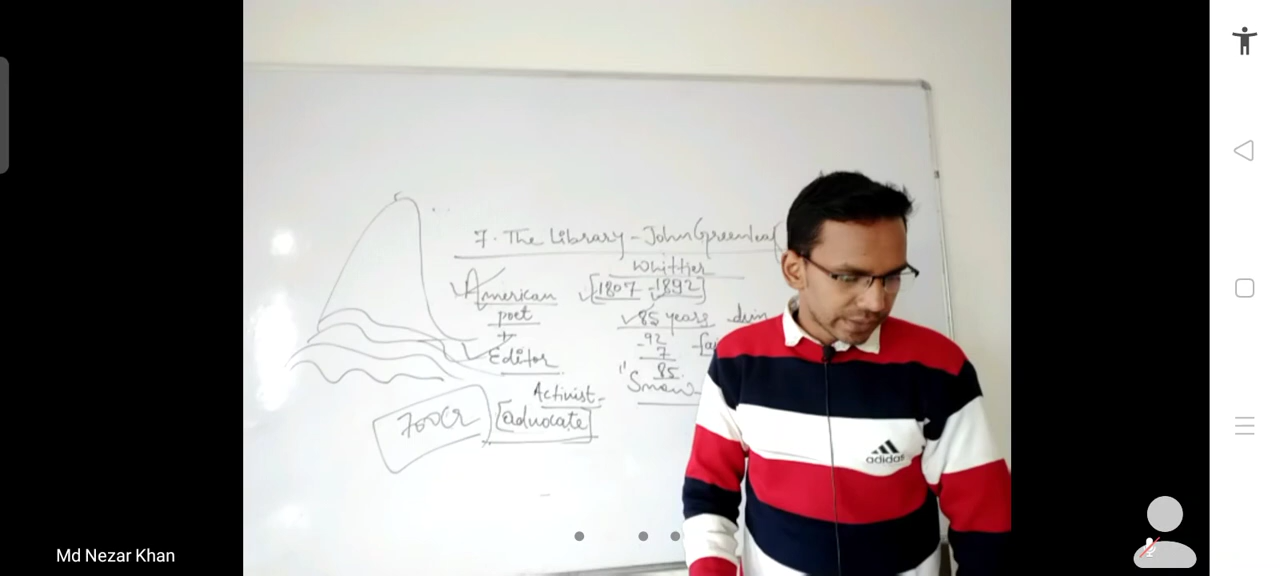 7. The Library - John Greenleaf
Whittier
American
poet
+
Editor
Activist-
advocate
[1807 - 1892]
85 years
-92
7
85
"Snow-
adidas
Md Nezar Khan